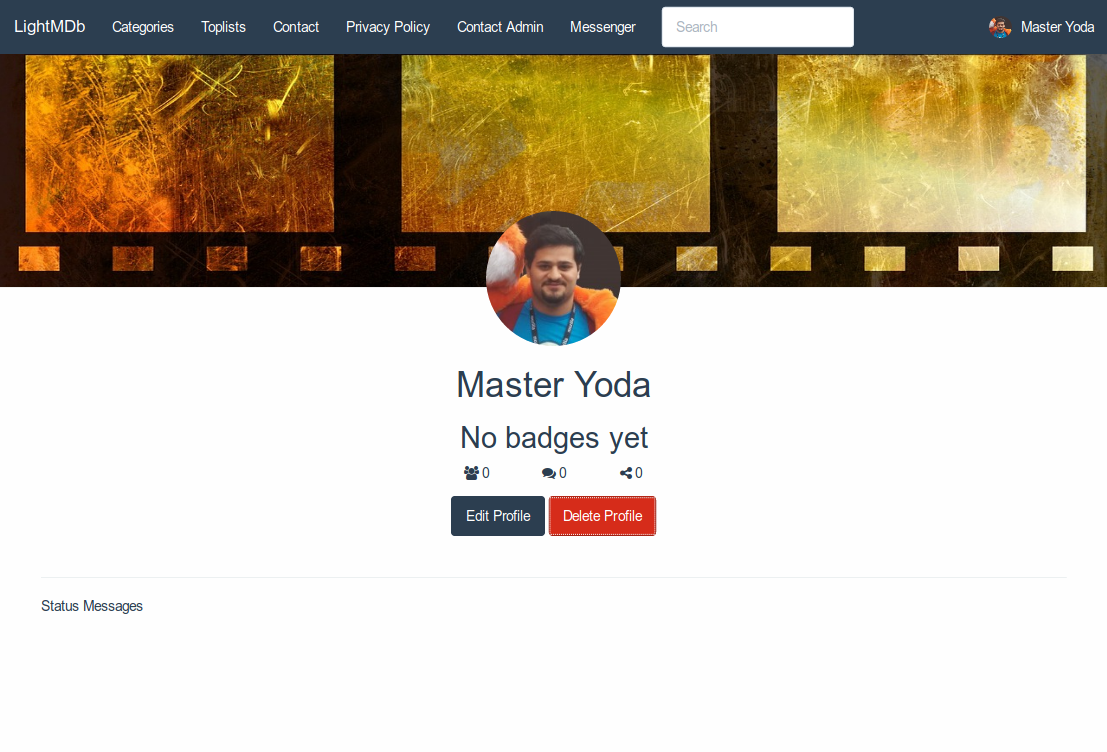 LightMDb Categories Toplists Contact Privacy Policy Contact Admin Messenger Search Master Yoda
Master Yoda
No badges yet
0 0 0
Edit Profile Delete Profile
Status Messages